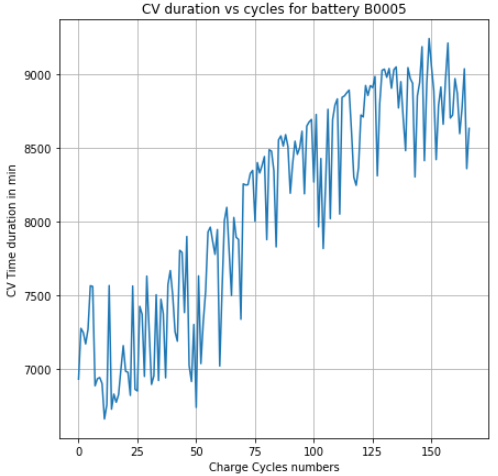 CV duration vs cycles for battery B0005
CV Time duration in min
9000
8500
8000
7500
7000
0 25 50 75 100 125 150
Charge Cycles numbers